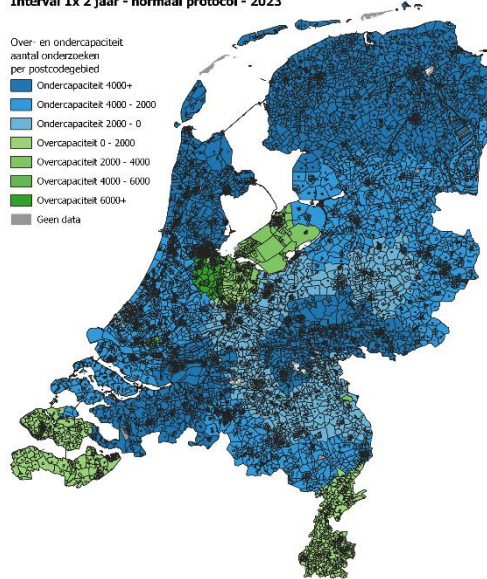 Interval 1x 2 jaar - normaal protocol - 2023
Over- en ondercapaciteit
aantal onderzoeken
per postcodegebied
Ondercapaciteit 4000+
Ondercapaciteit 4000 - 2000
Ondercapaciteit 2000 - 0
Overcapaciteit 0 - 2000
Overcapaciteit 2000 - 4000
Overcapaciteit 4000 - 6000
Overcapaciteit 6000+
Geen data